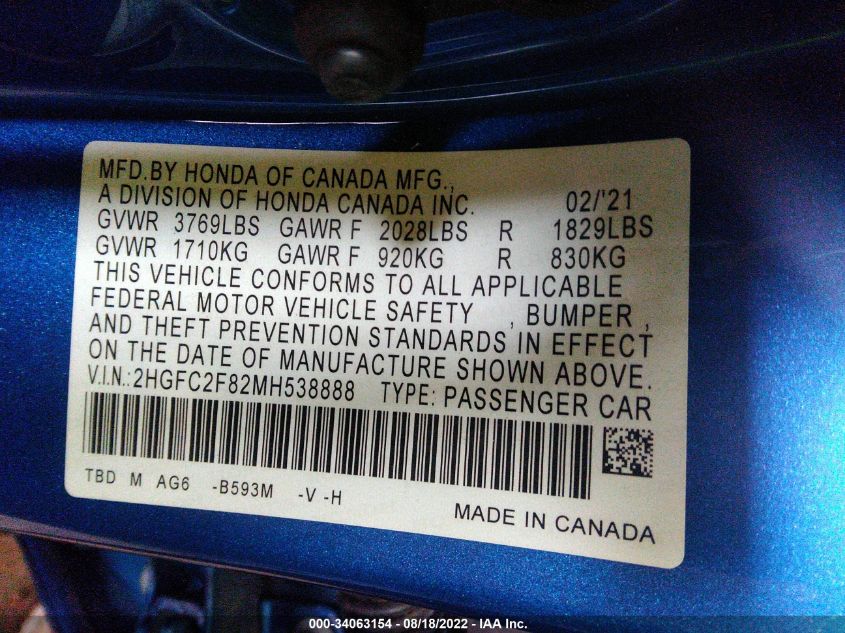 MFD.BY HONDA OF CANADA MFG.,
A DIVISION OF HONDA CANADA INC. 02/'21
GVWR 3769LBS GAWR F 2028LBS R 1829LBS
GVWR 1710KG GAWR F 920KG R 830KG
THIS VEHICLE CONFORMS TO ALL APPLICABLE
FEDERAL MOTOR VEHICLE SAFETY , BUMPER ,
AND THEFT PREVENTION STANDARDS IN EFFECT
ON THE DATE OF MANUFACTURE SHOWN ABOVE.
V.I.N.: 2HGFC2F82MH538888 TYPE: PASSENGER CAR
TBD M AG6 -B593M -V -H
MADE IN CANADA
000-34063154 - 08/18/2022 - IAA Inc.